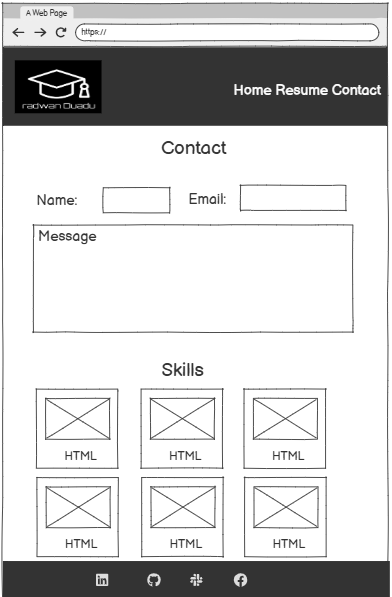 A Web Page
https://
radwan Duadu
Home Resume Contact
Contact
Name:
Email:
Message
Skills
HTML
HTML
HTML
HTML
HTML
HTML